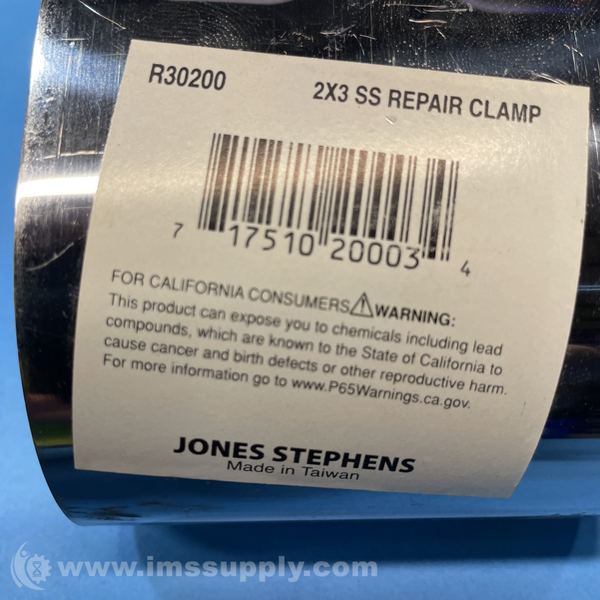 R30200 2X3 SS REPAIR CLAMP
7 17510 20003 4
FOR CALIFORNIA CONSUMERS⚠WARNING:
This product can expose you to chemicals including lead
compounds, which are known to the State of California to
cause cancer and birth defects or other reproductive harm.
For more information go to www.P65Warnings.ca.gov.
JONES STEPHENS
Made in Taiwan
www.imssupply.com